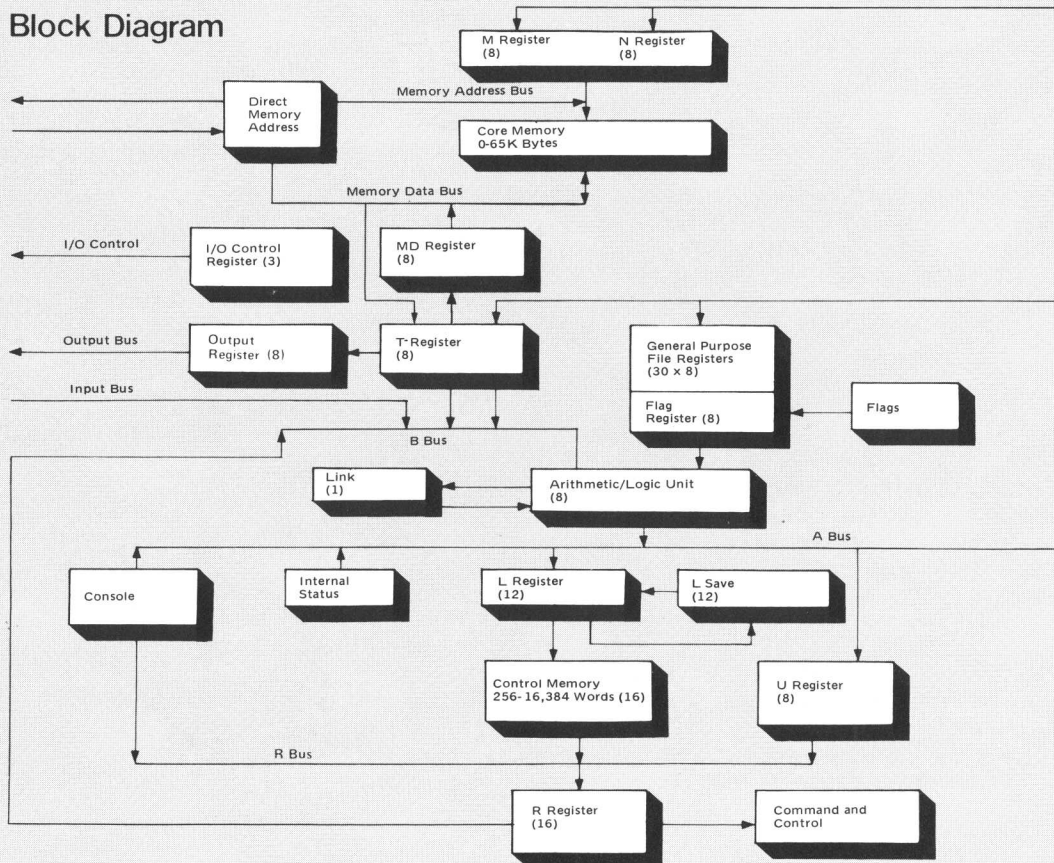 Block Diagram
M Register
(8)
N Register
(8)
Direct
Memory
Address
Memory Address Bus
Core Memory
0-65K Bytes
Memory Data Bus
I/O Control
I/O Control
Register (3)
MD Register
(8)
Output Bus
Output
Register (8)
T-Register
(8)
General Purpose
File Registers
(30 x 8)
Flag
Register (8)
Flags
Input Bus
B Bus
Link
(1)
Arithmetic/Logic Unit
(8)
A Bus
Console
Internal
Status
L Register
(12)
L Save
(12)
Control Memory
256-16,384 Words (16)
U Register
(8)
R Bus
R Register
(16)
Command and
Control